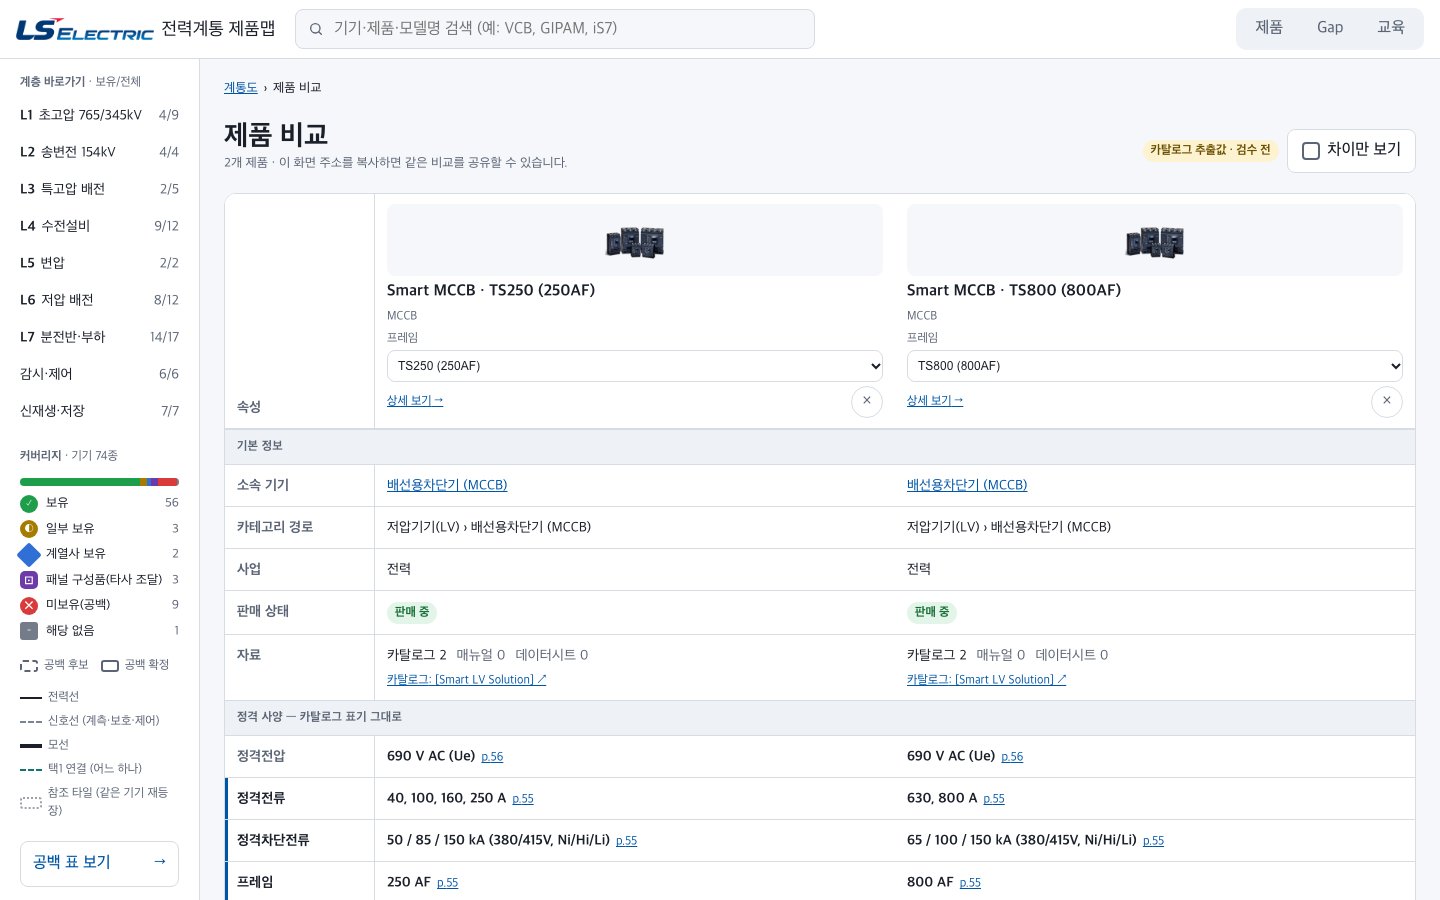 LS ELECTRIC 전력계통 제품맵
기기·제품·모델명 검색 (예: VCB, GIPAM, iS7)
제품 Gap 교육
계층 바로가기 · 보유/전체
L1 초고압 765/345kV 4/9
L2 송변전 154kV 4/4
L3 특고압 배전 2/5
L4 수전설비 9/12
L5 변압 2/2
L6 저압 배전 8/12
L7 분전반·부하 14/17
감시·제어 6/6
신재생·저장 7/7
커버리지 · 기기 74종
보유 56
일부 보유 3
계열사 보유 2
패널 구성품(타사 조달) 3
미보유(공백) 9
해당 없음 1
공백 후보 공백 확정
전력선
신호선 (계측·보호·제어)
모선
택1 연결 (어느 하나)
참조 타일 (같은 기기 재등
장)
공백 표 보기 →
계통도 › 제품 비교
제품 비교
2개 제품 · 이 화면 주소를 복사하면 같은 비교를 공유할 수 있습니다.
카탈로그 추출값 · 검수 전
차이만 보기
속성
Smart MCCB · TS250 (250AF)
MCCB
프레임
TS250 (250AF)
상세 보기 → ×
Smart MCCB · TS800 (800AF)
MCCB
프레임
TS800 (800AF)
상세 보기 → ×
기본 정보
소속 기기 배선용차단기 (MCCB) 배선용차단기 (MCCB)
카테고리 경로 저압기기(LV) › 배선용차단기 (MCCB) 저압기기(LV) › 배선용차단기 (MCCB)
사업 전력 전력
판매 상태 판매 중 판매 중
자료 카탈로그 2 매뉴얼 0 데이터시트 0 카탈로그 2 매뉴얼 0 데이터시트 0
카탈로그: [Smart LV Solution] ↗ 카탈로그: [Smart LV Solution] ↗
정격 사양 — 카탈로그 표기 그대로
정격전압 690 V AC (Ue) p.56 690 V AC (Ue) p.56
정격전류 40, 100, 160, 250 A p.55 630, 800 A p.55
정격차단전류 50 / 85 / 150 kA (380/415V, Ni/Hi/Li) p.55 65 / 100 / 150 kA (380/415V, Ni/Hi/Li) p.55
프레임 250 AF p.55 800 AF p.55